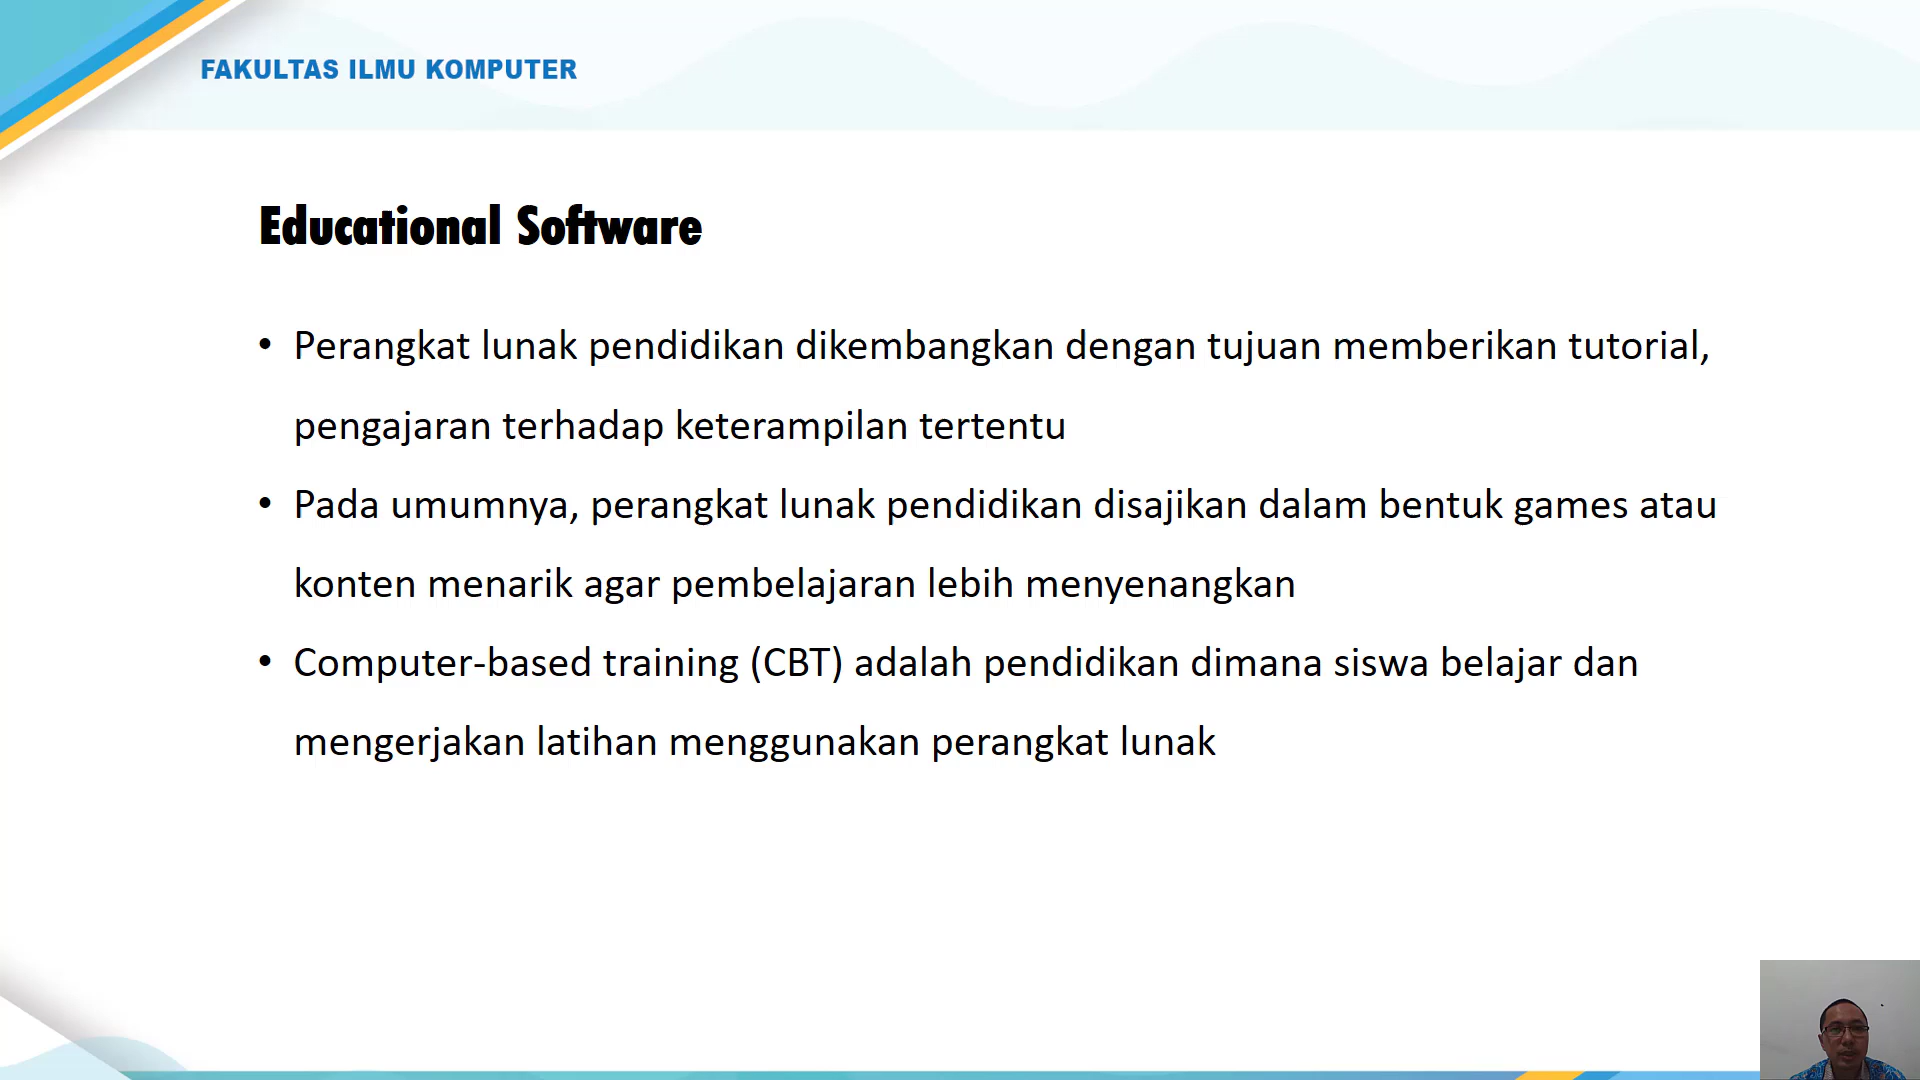 FAKULTAS ILMU KOMPUTER
Educational Software
• Perangkat lunak pendidikan dikembangkan dengan tujuan memberikan tutorial,
pengajaran terhadap keterampilan tertentu
• Pada umumnya, perangkat lunak pendidikan disajikan dalam bentuk games atau
konten menarik agar pembelajaran lebih menyenangkan
• Computer-based training (CBT) adalah pendidikan dimana siswa belajar dan
mengerjakan latihan menggunakan perangkat lunak